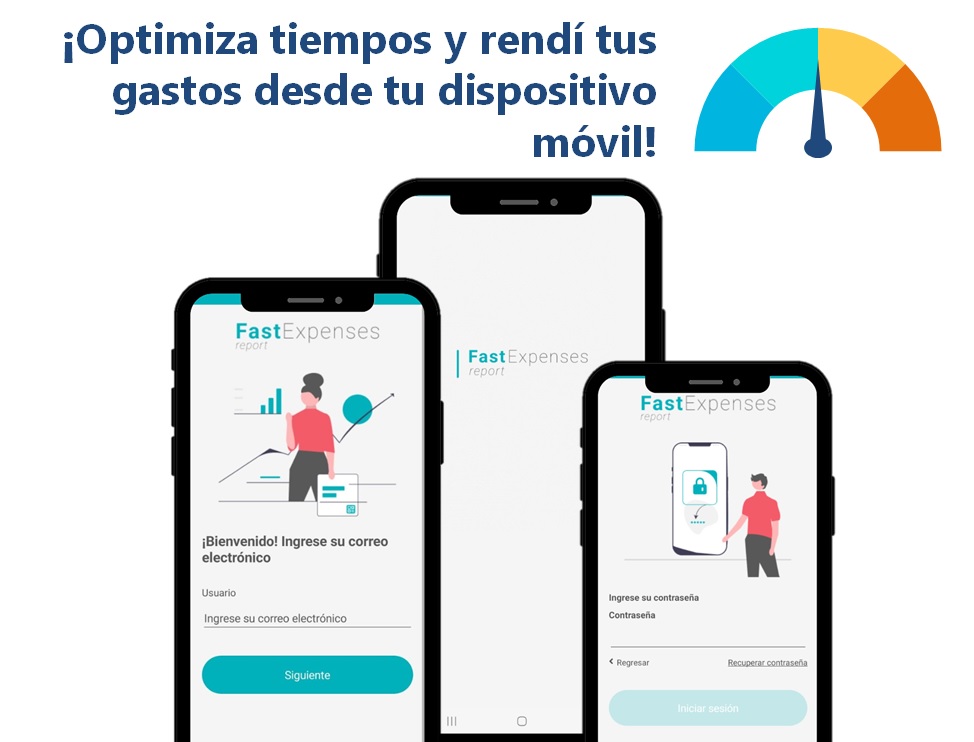 ¡Optimiza tiempos y rendí tus
gastos desde tu dispositivo
móvil!
FastExpenses
report
¡Bienvenido! Ingrese su correo
electrónico
Usuario
Ingrese su correo electrónico
Siguiente
FastExpenses
report
FastExpenses
report
Ingrese su contraseña
Contraseña
Regresar
Recuperar contraseña
Iniciar sesión